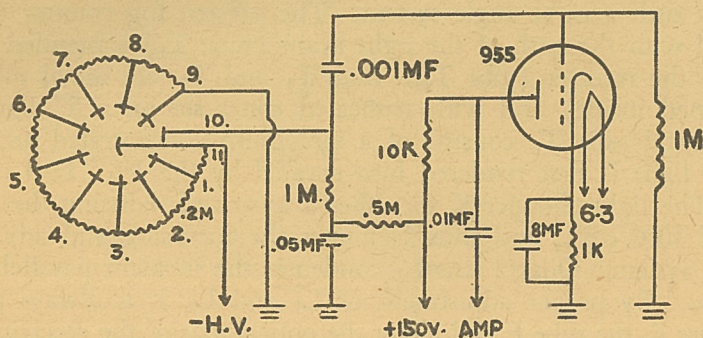 8.
7.
9.
6.
10.
11.
5.
1.
.2M
4.
3.
2.
.001MF
955
1M
10K
1M.
.5M
.01MF
.05MF
8MF
6.3
1K
-H.V.
+150V. AMP